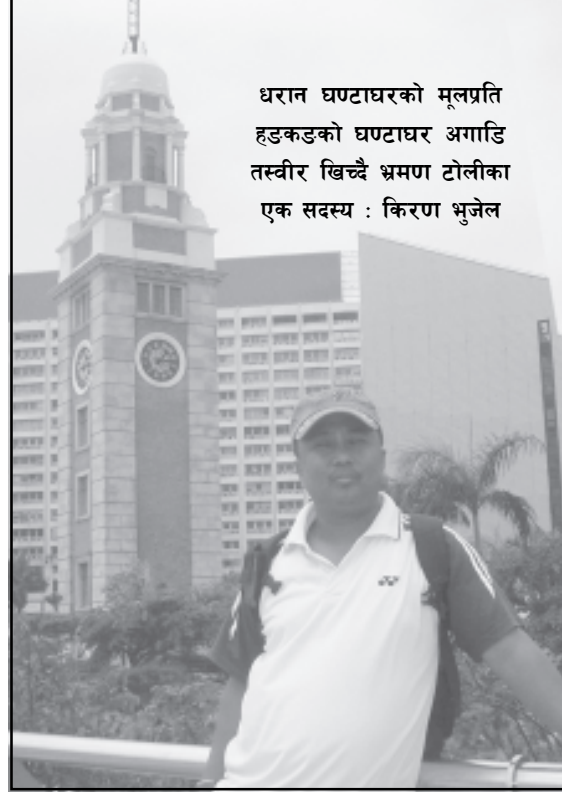 धरान घण्टाघरको मूलप्रति
हङकङको घण्टाघर अगाडि
तस्वीर खिच्दै भ्रमण टोलीका
एक सदस्य : किरण भुजेल